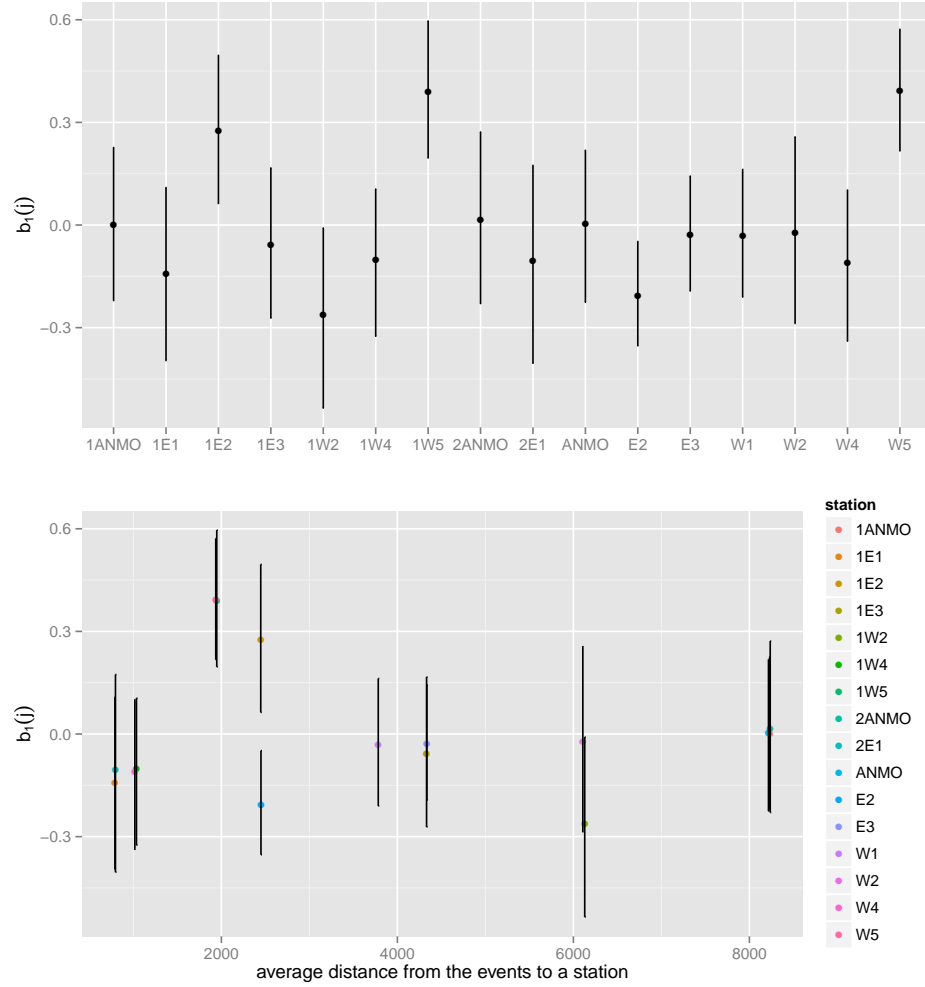 0.6
0.3
0.0
−0.3
b₁(j)
1ANMO 1E1 1E2 1E3 1W2 1W4 1W5 2ANMO 2E1 ANMO E2 E3 W1 W2 W4 W5
0.6
0.3
0.0
−0.3
b₁(j)
2000 4000 6000 8000
average distance from the events to a station
station
1ANMO
1E1
1E2
1E3
1W2
1W4
1W5
2ANMO
2E1
ANMO
E2
E3
W1
W2
W4
W5